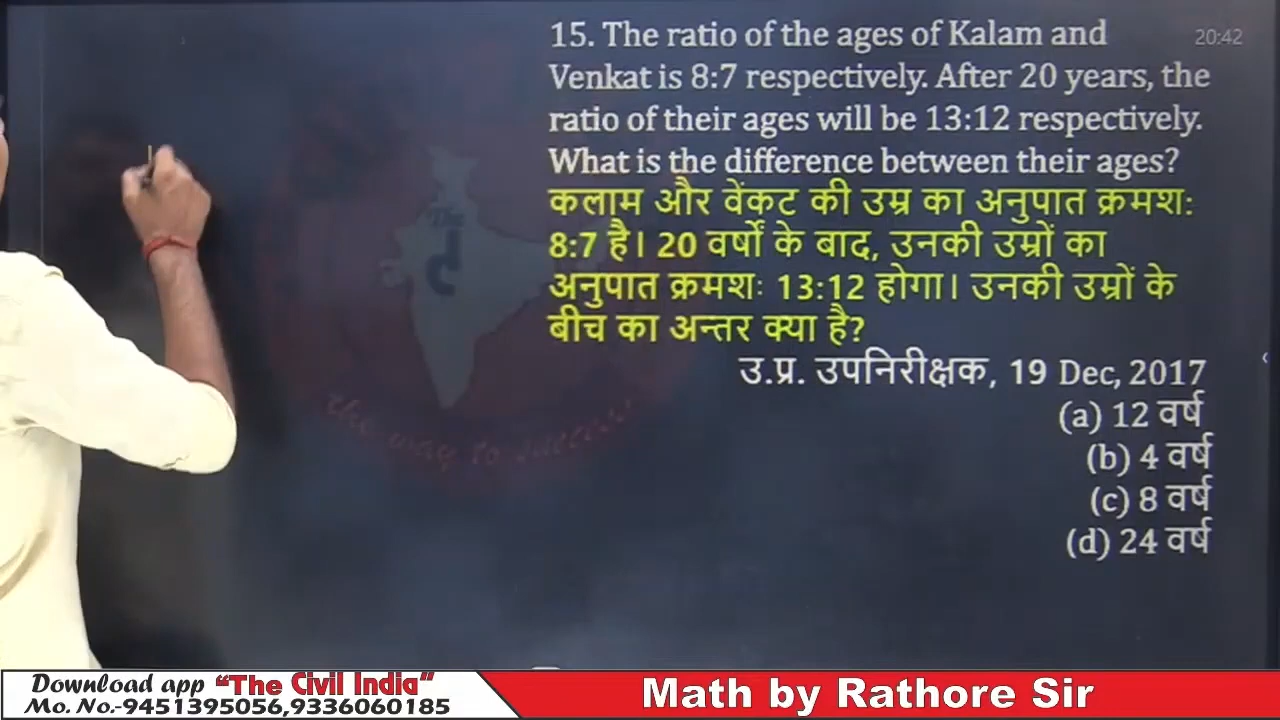 15. The ratio of the ages of Kalam and
20:42
Venkat is 8:7 respectively. After 20 years, the
ratio of their ages will be 13:12 respectively.
What is the difference between their ages?
कलाम और वेंकट की उम्र का अनुपात क्रमश:
8:7 है। 20 वर्षों के बाद, उनकी उम्रों का
अनुपात क्रमशः 13:12 होगा। उनकी उम्रों के
बीच का अन्तर क्या है?
उ.प्र. उपनिरीक्षक, 19 Dec, 2017
(a) 12 वर्ष
(b) 4 वर्ष
(c) 8 वर्ष
(d) 24 वर्ष
the way to success
Download app "The Civil India"
Mo. No.-9451395056,9336060185
Math by Rathore Sir